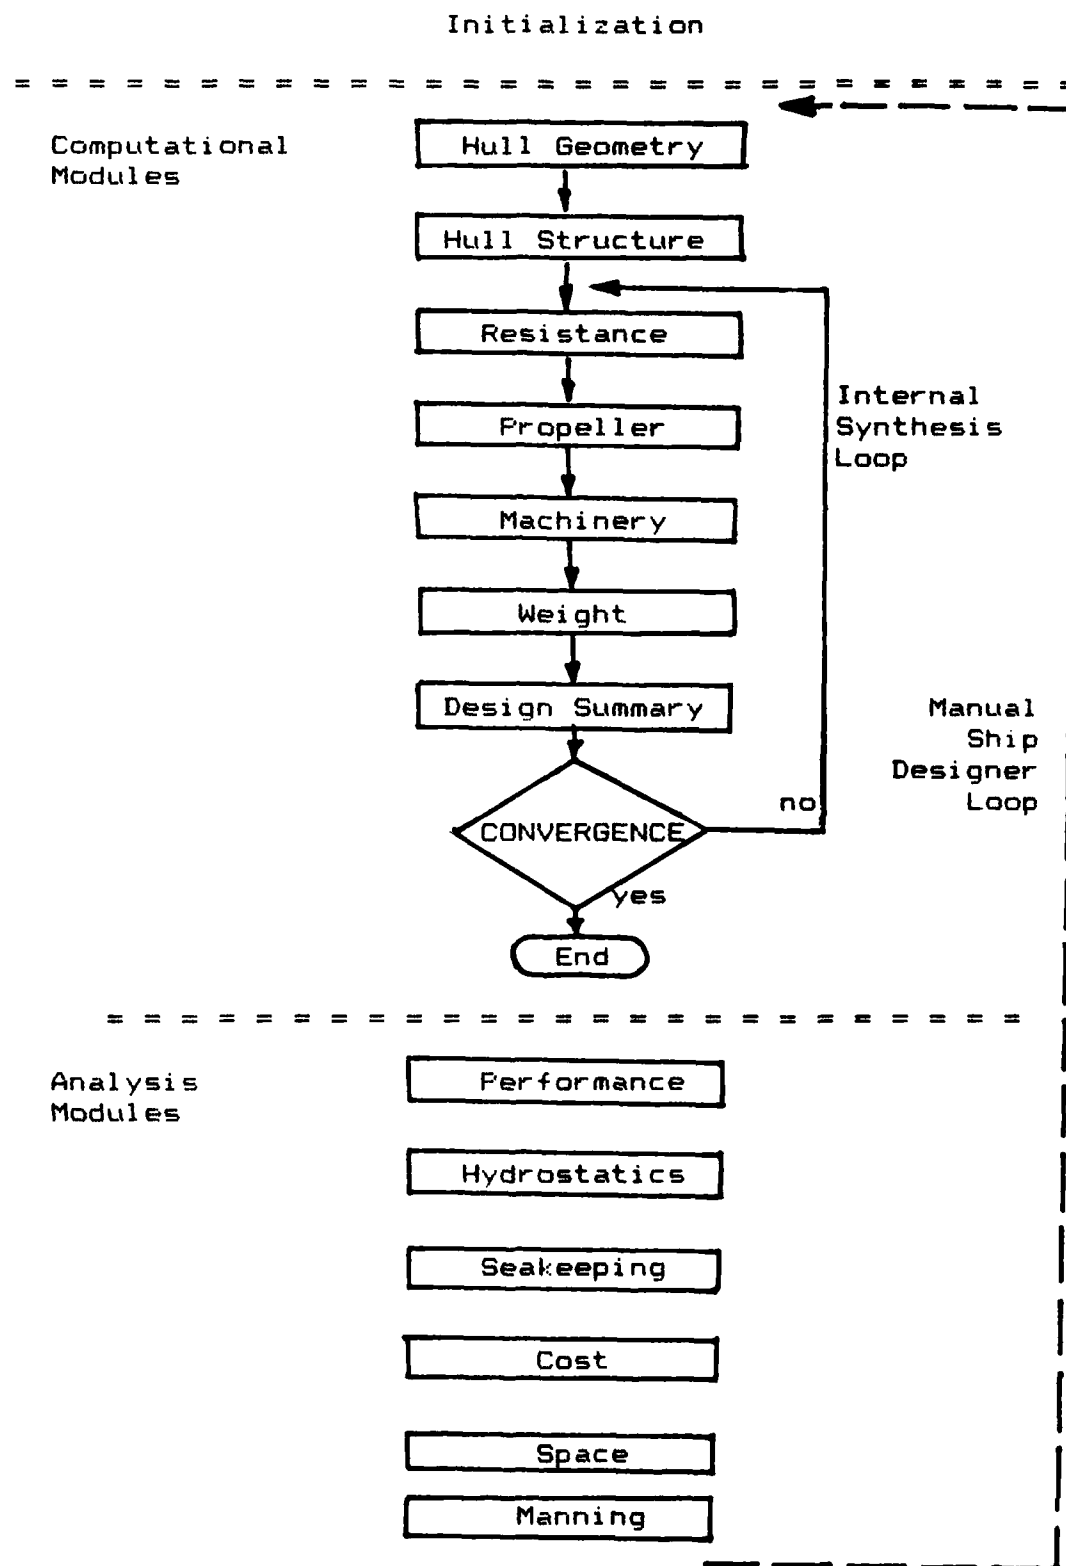 Initialization
= = = = = = = = = = = = = = = = = = = = = = = = = = = =
Computational
Modules
Hull Geometry
Hull Structure
Resistance
Internal
Synthesis
Loop
Propeller
Machinery
Weight
Design Summary
Manual
Ship
Designer
Loop
no
CONVERGENCE
yes
End
= = = = = = = = = = = = = = = = = = = = = = = = =
Analysis
Modules
Performance
Hydrostatics
Seakeeping
Cost
Space
Manning